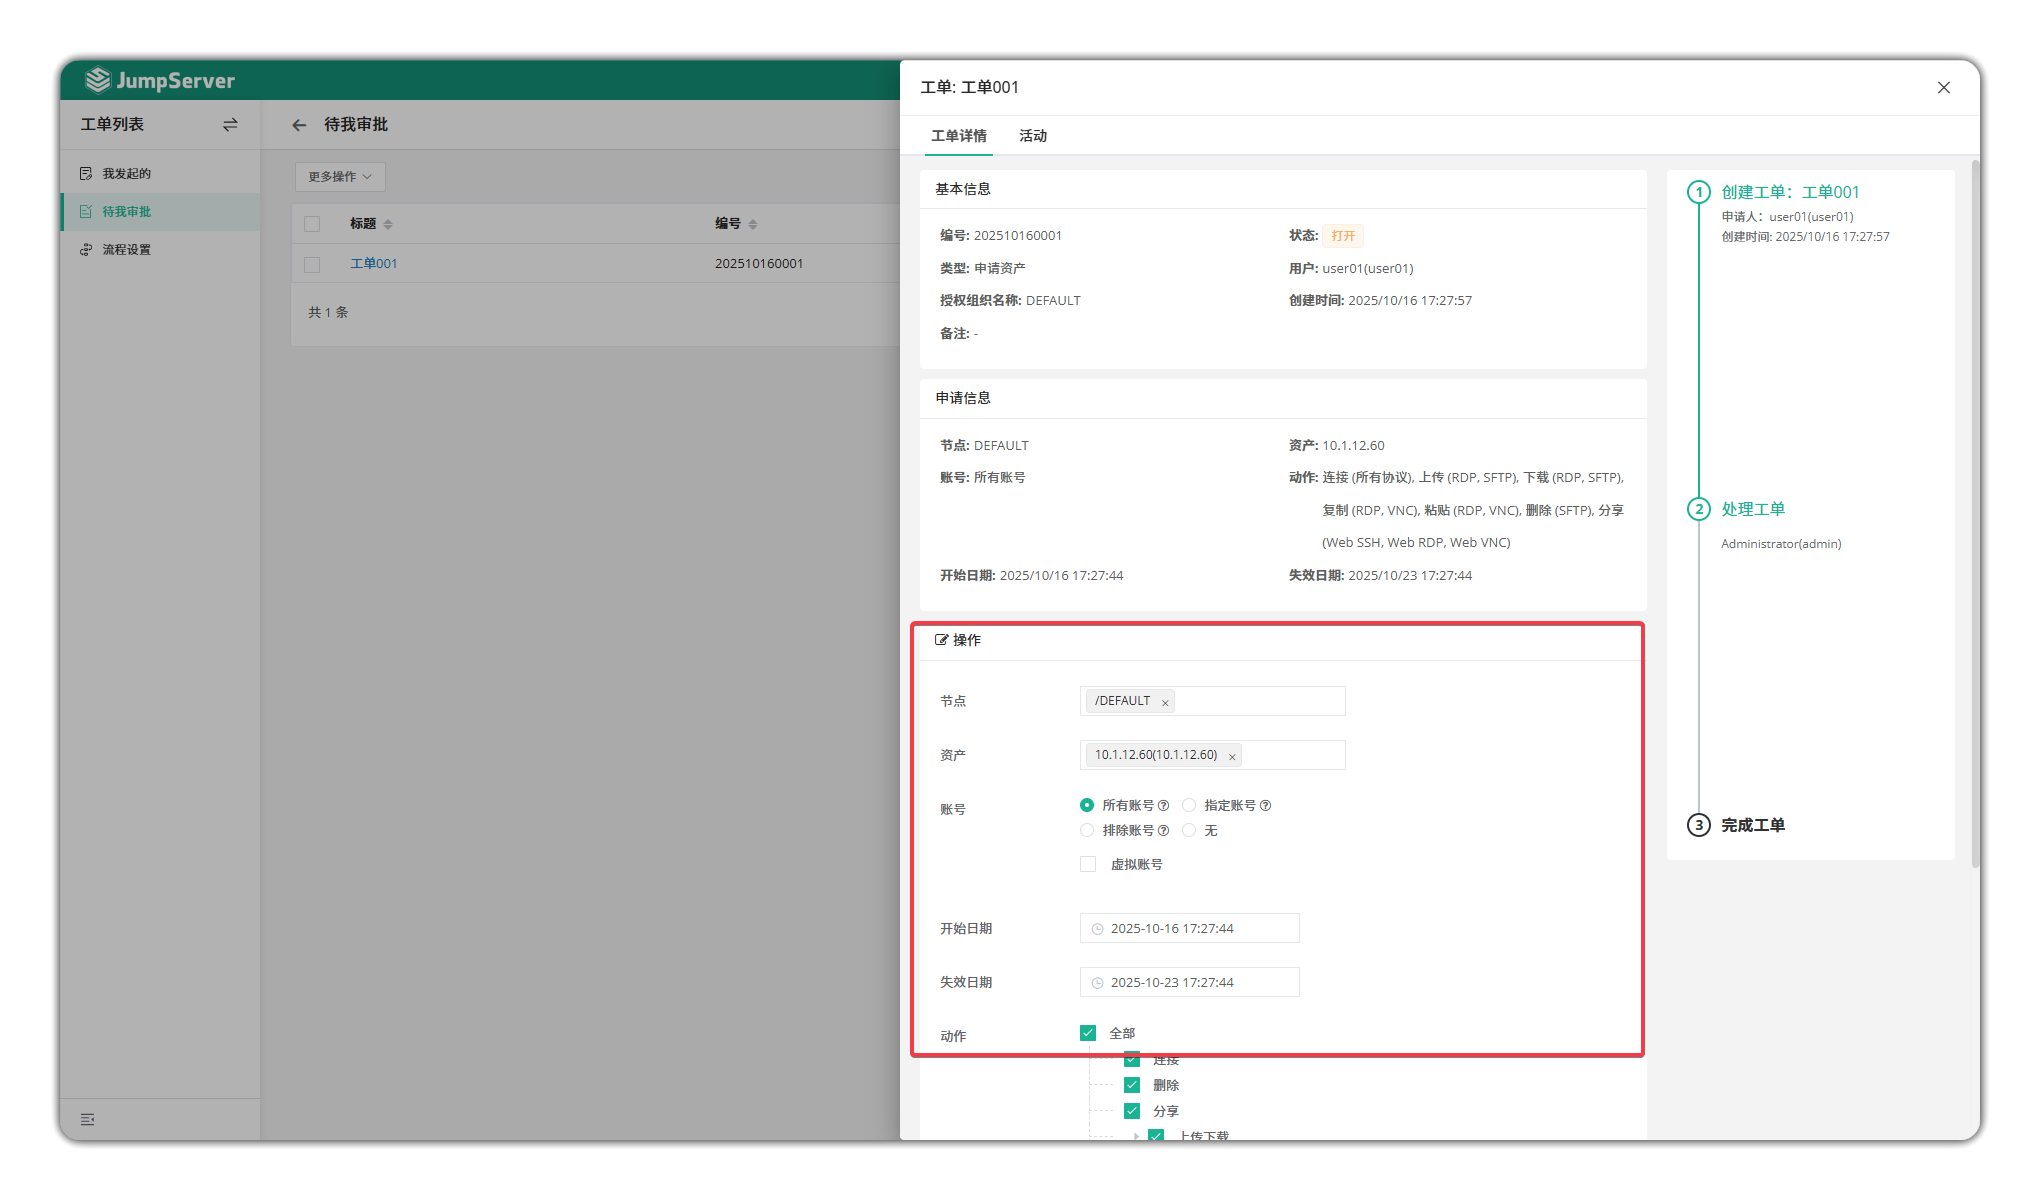 JumpServer
工单列表
待我审批
我发起的
待我审批
流程设置
更多操作
标题
编号
工单001
202510160001
共 1 条
工单: 工单001
工单详情
活动
基本信息
编号: 202510160001
状态: 打开
类型: 申请资产
用户: user01(user01)
授权组织名称: DEFAULT
创建时间: 2025/10/16 17:27:57
备注: -
申请信息
节点: DEFAULT
资产: 10.1.12.60
账号: 所有账号
动作: 连接 (所有协议), 上传 (RDP, SFTP), 下载 (RDP, SFTP),
复制 (RDP, VNC), 粘贴 (RDP, VNC), 删除 (SFTP), 分享
(Web SSH, Web RDP, Web VNC)
开始日期: 2025/10/16 17:27:44
失效日期: 2025/10/23 17:27:44
操作
节点
/DEFAULT ×
资产
10.1.12.60(10.1.12.60) ×
账号
所有账号
指定账号
排除账号
无
虚拟账号
开始日期
2025-10-16 17:27:44
失效日期
2025-10-23 17:27:44
动作
全部
连接
删除
分享
上传下载
1 创建工单：工单001
申请人：user01(user01)
创建时间: 2025/10/16 17:27:57
2 处理工单
Administrator(admin)
3 完成工单